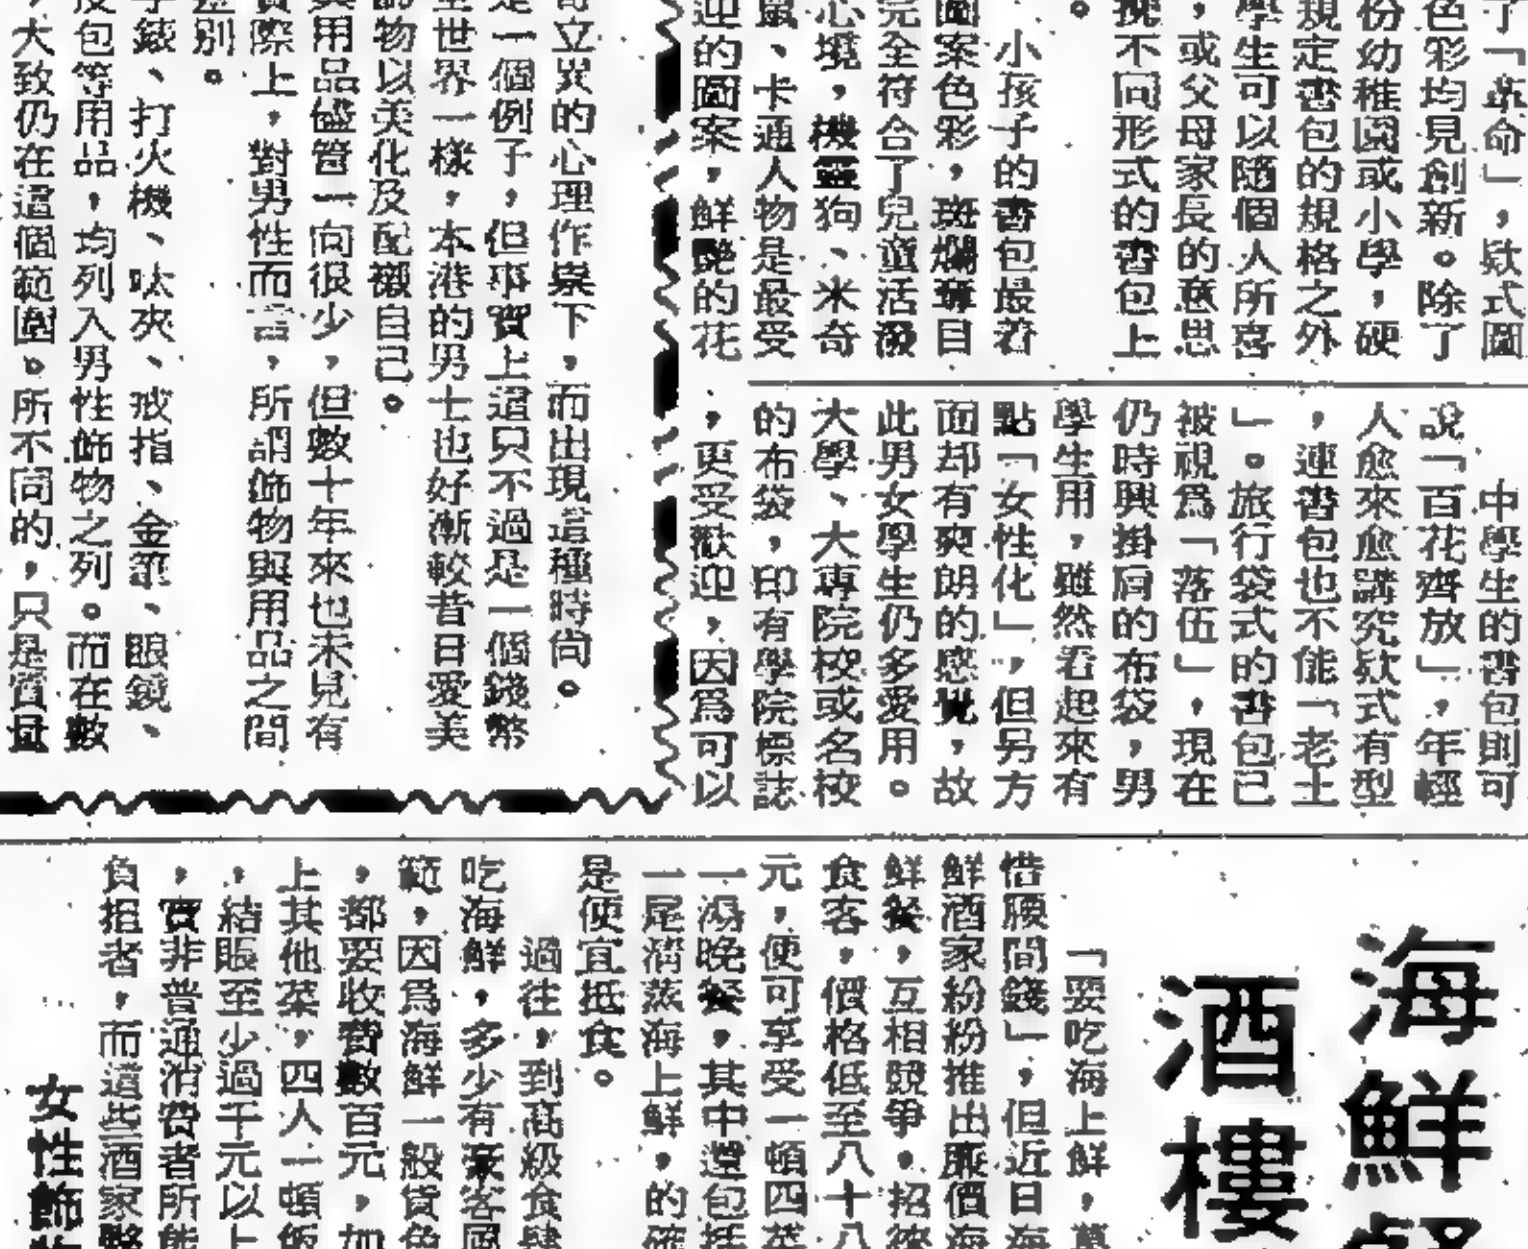 子「革命」,欵式圖
色彩均見創新。除了
份幼稚園或小學,硬
規定書包的規格之外
學生可以隨個人所喜
,或父母家長的意思
携不同形式的書包上
。
小孩子的書包最着
圖案色彩,斑斕奪目
完全符合了兒童活潑
心境,機靈狗、米奇
鼠、卡通人物是最受
迎的圖案,鮮艷的花
中學生的書包則可
說「百花齊放」,年輕
人愈來愈講究欵式有型
,連書包也不能「老土
」。旅行袋式的書包已
被視爲「落伍」,現在
仍時興掛肩的布袋,男
學生用,雖然看起來有
點「女性化」,但另方
面却有爽朗的感覺,故
此男女學生仍多愛用。
大學、大專院校或名校
的布袋,印有學院標誌
,更受歡迎,因爲可以
奇立異的心理作祟下,而出現這種時尚。
是一個例子,但事實上這只不過是一個錢幣
全世界一樣,本港的男士也好漸較昔日愛美
飾物以美化及配襯自己。
與用品儘管一向很少,但數十年來也未見有
實際上,對男性而言,所謂飾物與用品之間
差別。
手錶、打火機、呔夾、戒指、金筆、眼鏡、
皮包等用品,均列入男性飾物之列。而在數
,大致仍在這個範圍。所不同的,只是質量
海鮮餐
酒樓
「要吃海上鮮,萬
惜腰間錢」,但近日海
鮮酒家紛紛推出廉價海
鮮餐,互相競爭,招徠
食客,價格低至八十八
元,便可享受一頓四菜
一湯晚餐,其中還包括
一尾清蒸海上鮮,的確
是便宜抵食。
過往,到高級食肆
吃海鮮,多少有豪客風
範,因爲海鮮一般貨色
,都要收費數百元,如
上其他菜,四人一頓飯
,結賬至少過千元以上
,實非普通消費者所能
負担者,而這些酒家整
女性飾物